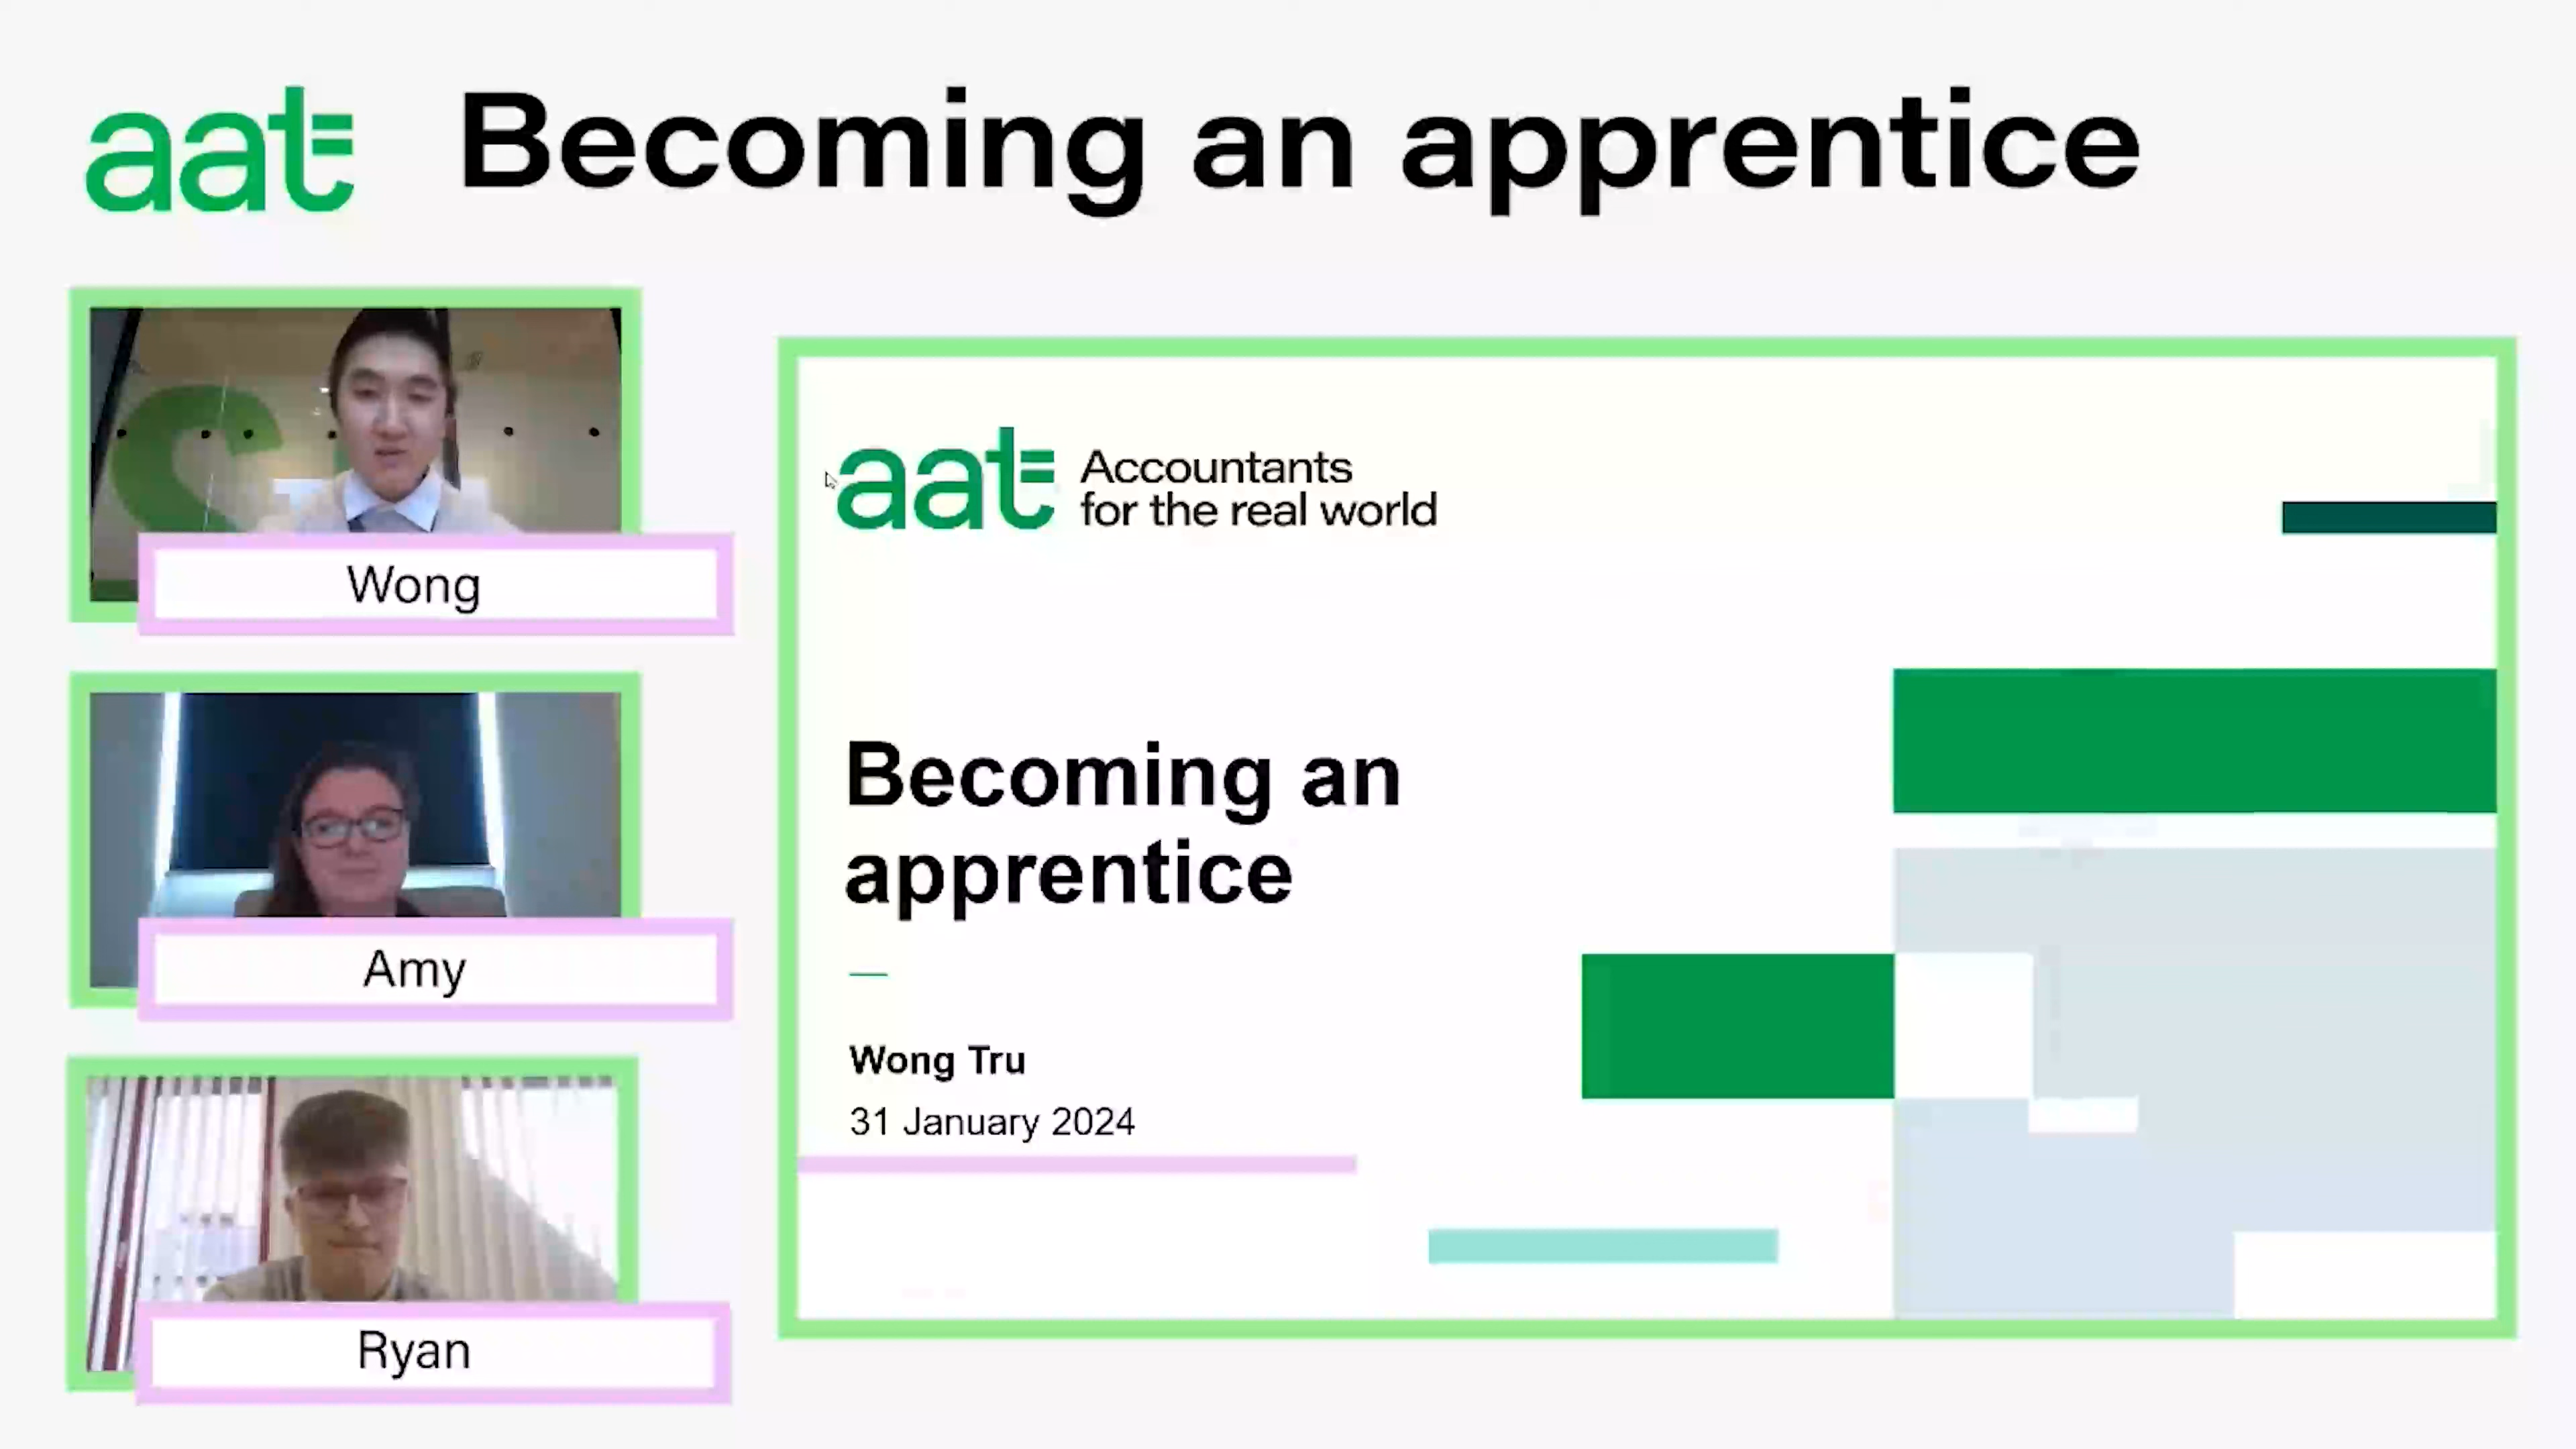 aat Becoming an apprentice
Wong
Amy
Ryan
aat Accountants
for the real world
Becoming an
apprentice
Wong Tru
31 January 2024